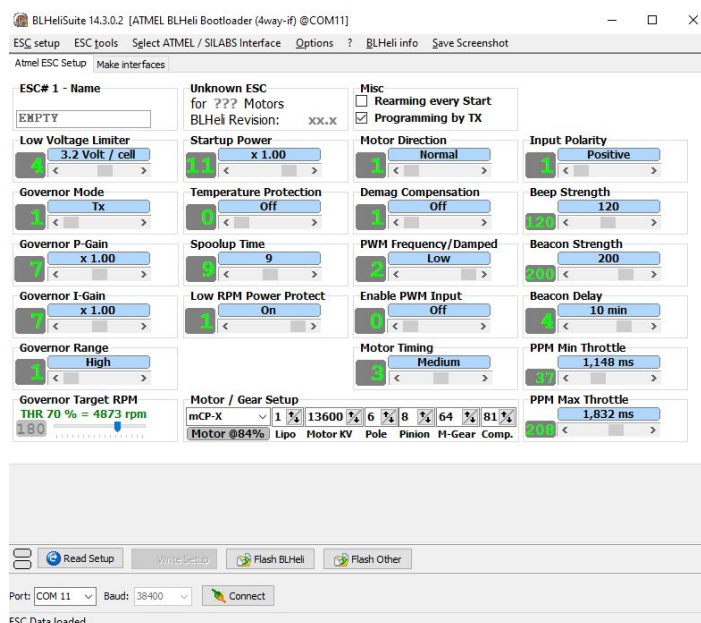 BLHeliSuite 14.3.0.2 [ATMEL BLHeli Bootloader (4way-if) @COM11]
ESC setup ESC tools Select ATMEL / SILABS Interface Options ? BLHeli info Save Screenshot
Atmel ESC Setup Make interfaces
ESC# 1 - Name
EMPTY
Unknown ESC
for ??? Motors
BLHeli Revision: xx.x
Misc
Rearming every Start
Programming by TX
Low Voltage Limiter
4 3.2 Volt / cell
Startup Power
11 x 1.00
Motor Direction
1 Normal
Input Polarity
1 Positive
Governor Mode
1 Tx
Temperature Protection
0 Off
Demag Compensation
1 Off
Beep Strength
120 120
Governor P-Gain
7 x 1.00
Spoolup Time
9 9
PWM Frequency/Damped
2 Low
Beacon Strength
200 200
Governor I-Gain
7 x 1.00
Low RPM Power Protect
1 On
Enable PWM Input
0 Off
Beacon Delay
4 10 min
Governor Range
1 High
Motor Timing
3 Medium
PPM Min Throttle
37 1,148 ms
Governor Target RPM
THR 70 % = 4873 rpm
180
Motor / Gear Setup
mCP-X 1 13600 6 8 64 81
Motor @84% Lipo Motor KV Pole Pinion M-Gear Comp.
PPM Max Throttle
208 1,832 ms
Read Setup Write Setup Flash BLHeli Flash Other
Port: COM 11 Baud: 38400 Connect
ESC Data loaded